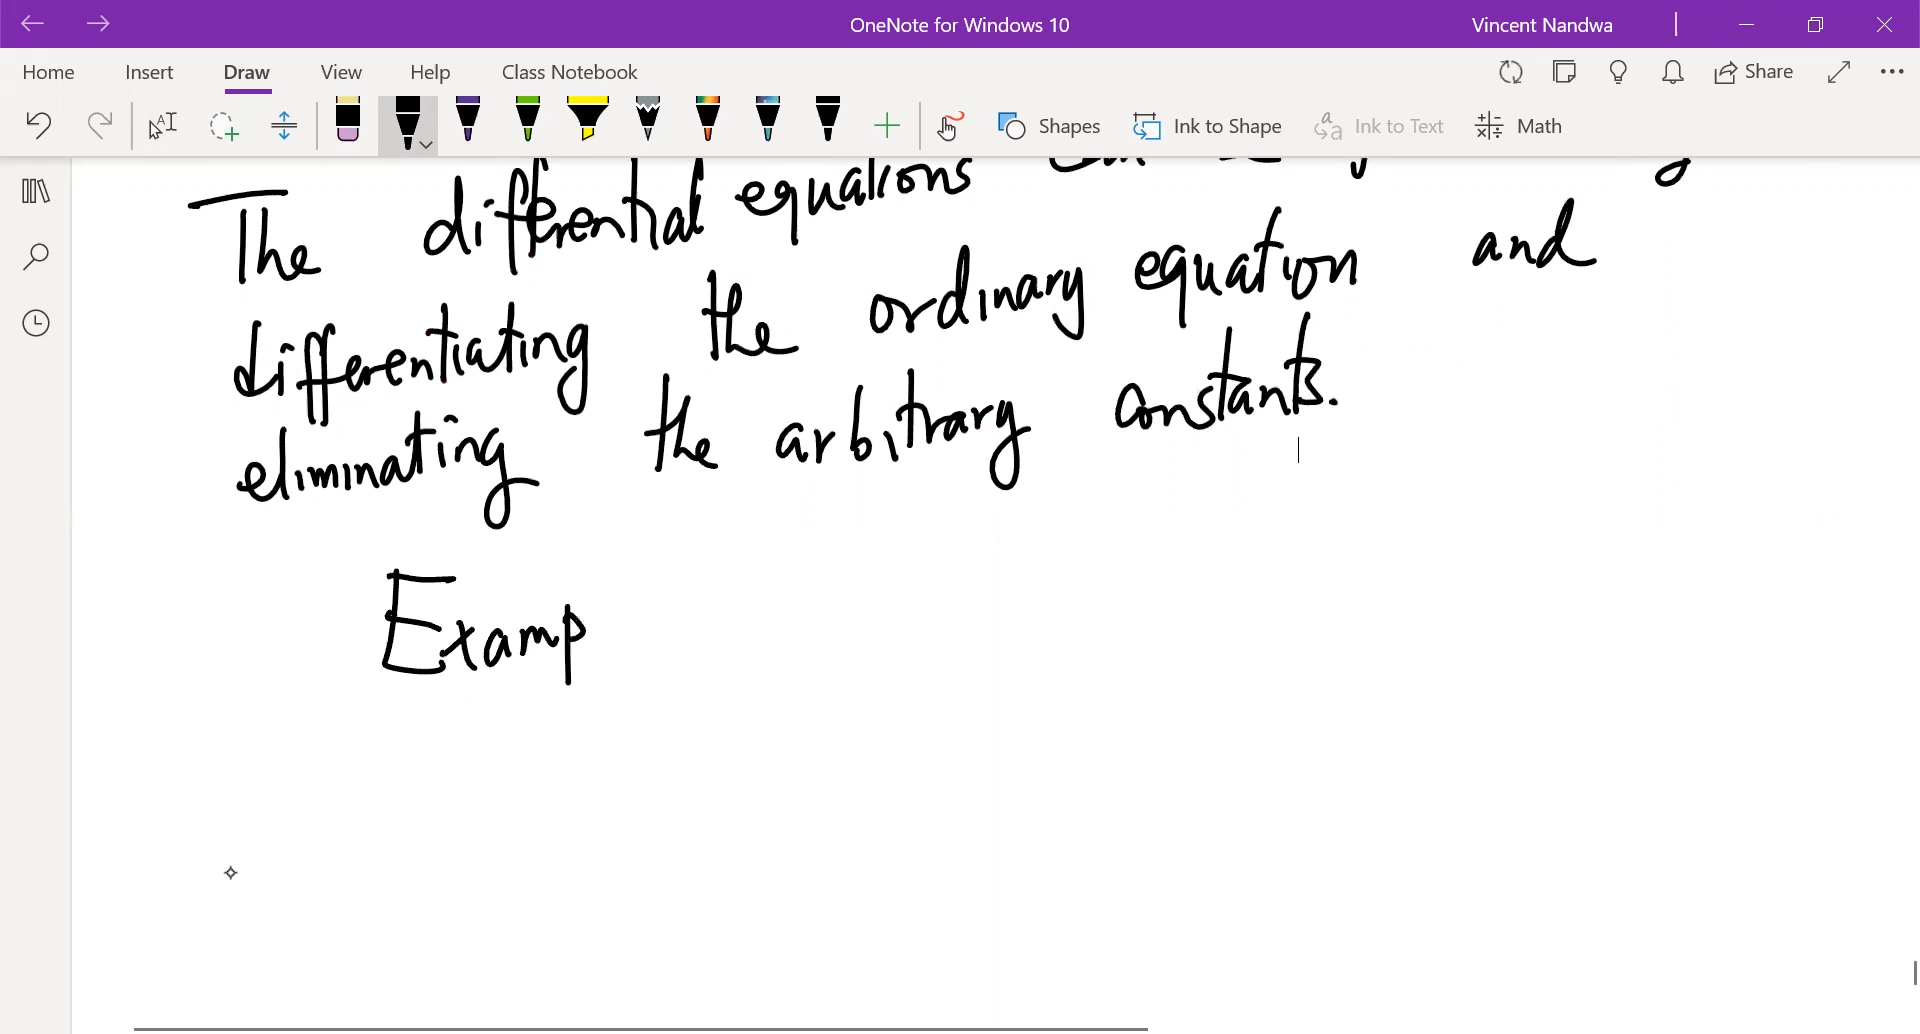 OneNote for Windows 10
Vincent Nandwa
Home Insert Draw View Help Class Notebook
Share
Shapes Ink to Shape Ink to Text Math
The differential equations
differentiating the ordinary equation and
eliminating the arbitrary constants.
Examp